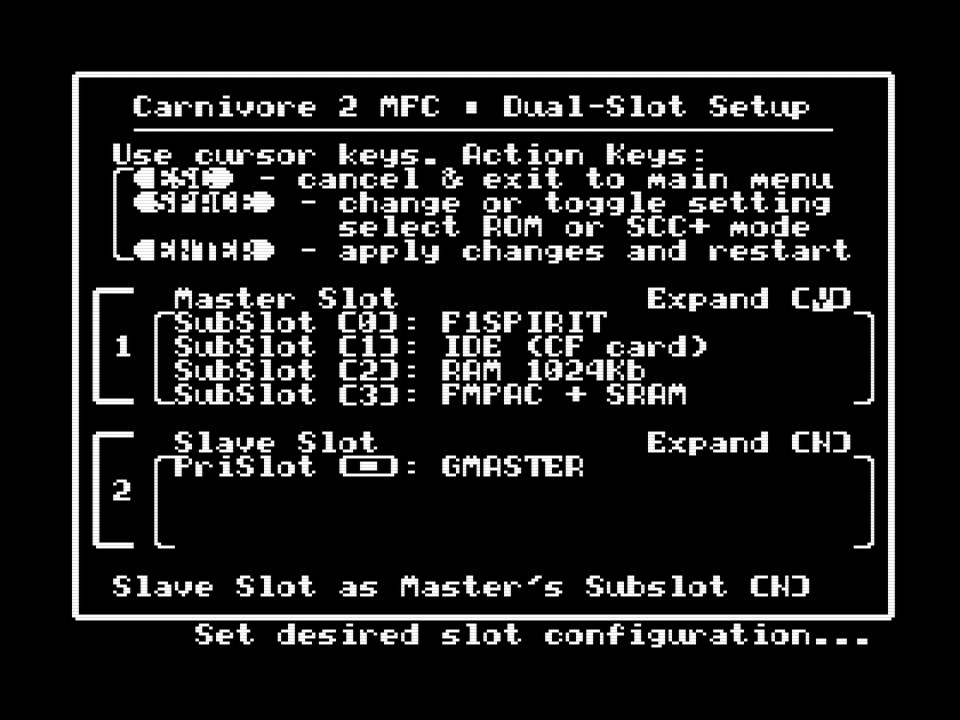 Carnivore 2 MFC ▪ Dual-Slot Setup
Use cursor keys. Action Keys:
ESC - cancel & exit to main menu
SPACE - change or toggle setting
select ROM or SCC+ mode
ENTER - apply changes and restart
Master Slot Expand [Y]
1
SubSlot [0]: F1SPIRIT
SubSlot [1]: IDE (CF card)
SubSlot [2]: RAM 1024Kb
SubSlot [3]: FMPAC + SRAM
Slave Slot Expand [N]
2
PriSlot [-]: GMASTER
Slave Slot as Master's Subslot [N]
Set desired slot configuration...